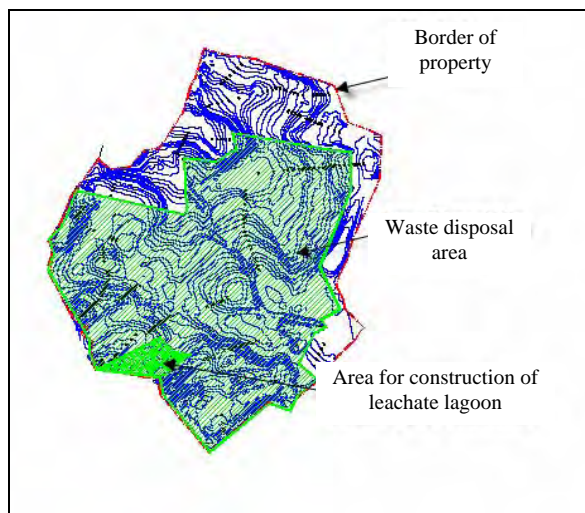 Border of
property
Waste disposal
area
Area for construction of
leachate lagoon